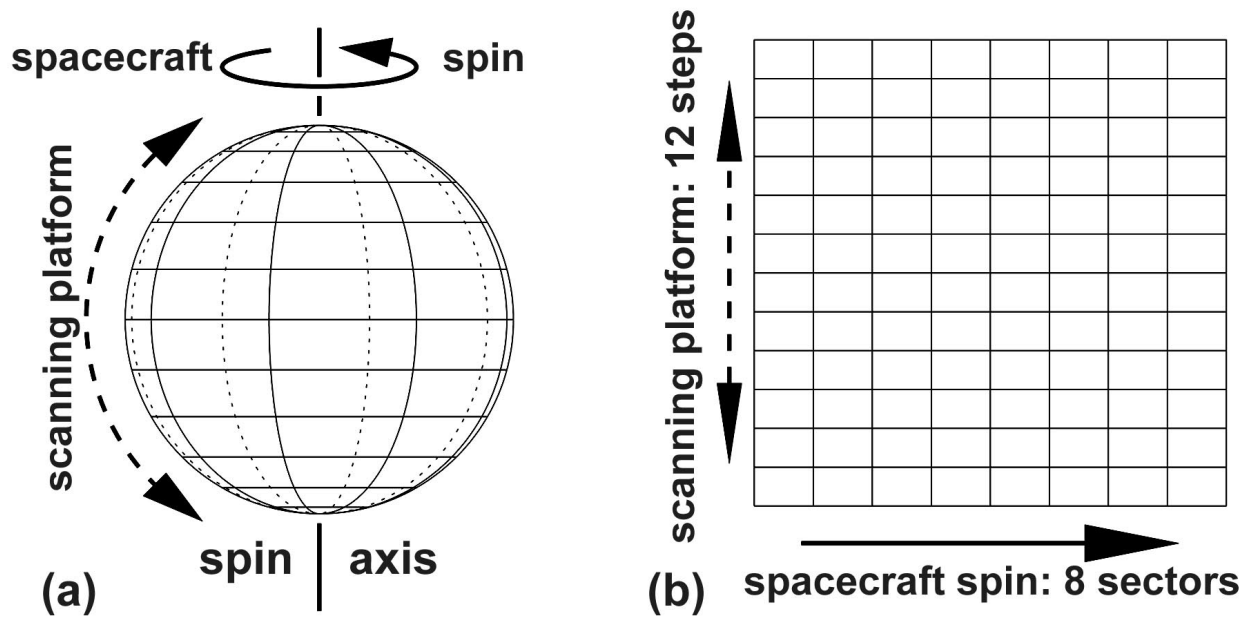 spacecraft spin
scanning platform
spin axis
(a)
scanning platform: 12 steps
spacecraft spin: 8 sectors
(b)